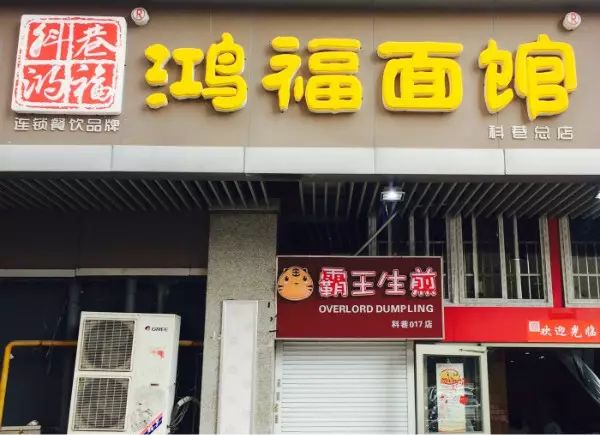 科巷
鸿福
鸿福面馆
连锁餐饮品牌
科巷总店
霸王生煎
OVERLORD DUMPLING
科巷017店
GREE
欢迎光临